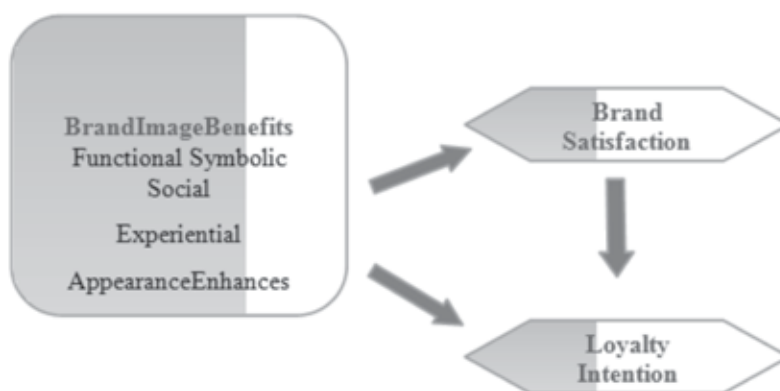 BrandImageBenefits
Functional Symbolic
Social
Experiential
AppearanceEnhances
Brand
Satisfaction
Loyalty
Intention